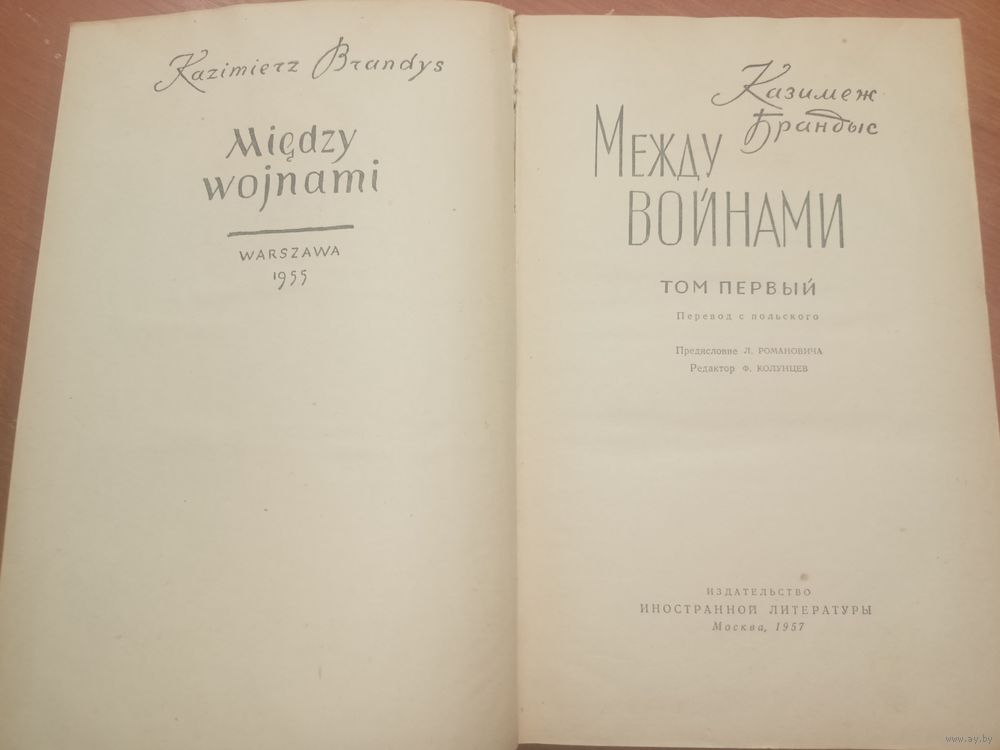 Kazimierz Brandys
Między
wojnami
WARSZAWA
1955
Казимеж
Брандыс
МЕЖДУ
ВОЙНАМИ
ТОМ ПЕРВЫЙ
Перевод с польского
Предисловие Л. РОМАНОВИЧА
Редактор Ф. КОЛУНЦЕВ
ИЗДАТЕЛЬСТВО
ИНОСТРАННОЙ ЛИТЕРАТУРЫ
Москва, 1957
www.ay.by